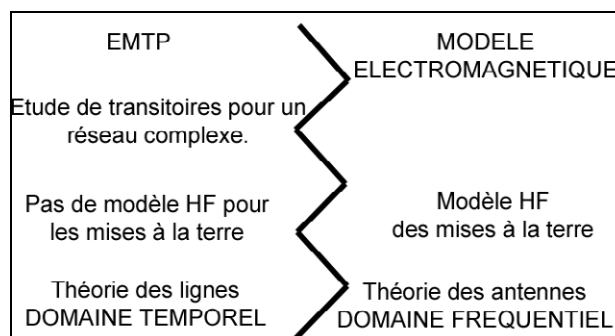 EMTP
MODELE
ELECTROMAGNETIQUE
Etude de transitoires pour un
réseau complexe.
Pas de modèle HF pour
les mises à la terre
Modèle HF
des mises à la terre
Théorie des lignes
DOMAINE TEMPOREL
Théorie des antennes
DOMAINE FREQUENTIEL